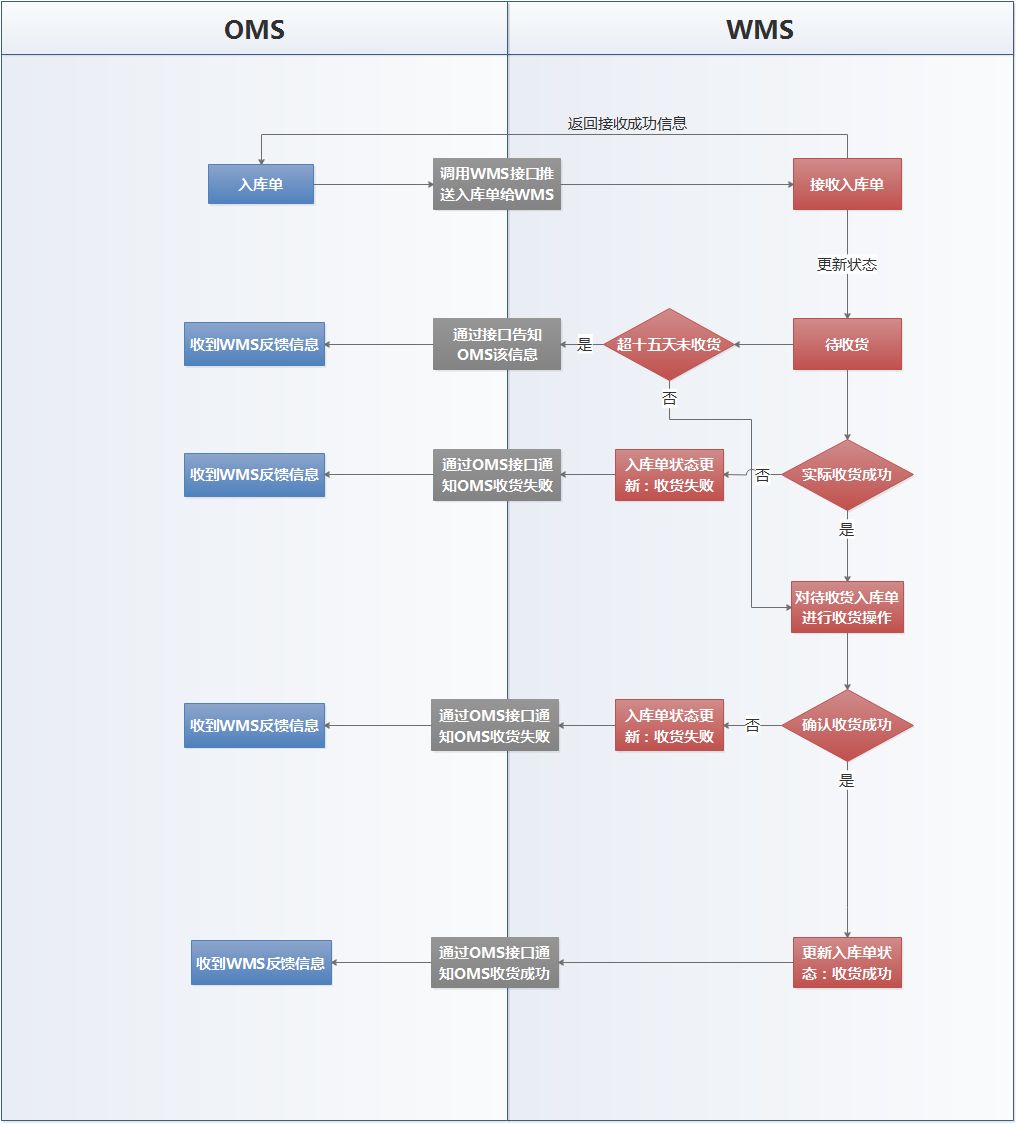 OMS
WMS
返回接收成功信息
入库单
调用WMS接口推
送入库单给WMS
接收入库单
更新状态
收到WMS反馈信息
通过接口告知
OMS该信息
是
超十五天未收货
待收货
否
收到WMS反馈信息
通过OMS接口通
知OMS收货失败
入库单状态更
新：收货失败
否
实际收货成功
是
对待收货入库单
进行收货操作
收到WMS反馈信息
通过OMS接口通
知OMS收货失败
入库单状态更
新：收货失败
否
确认收货成功
是
收到WMS反馈信息
通过OMS接口通
知OMS收货成功
更新入库单状
态：收货成功